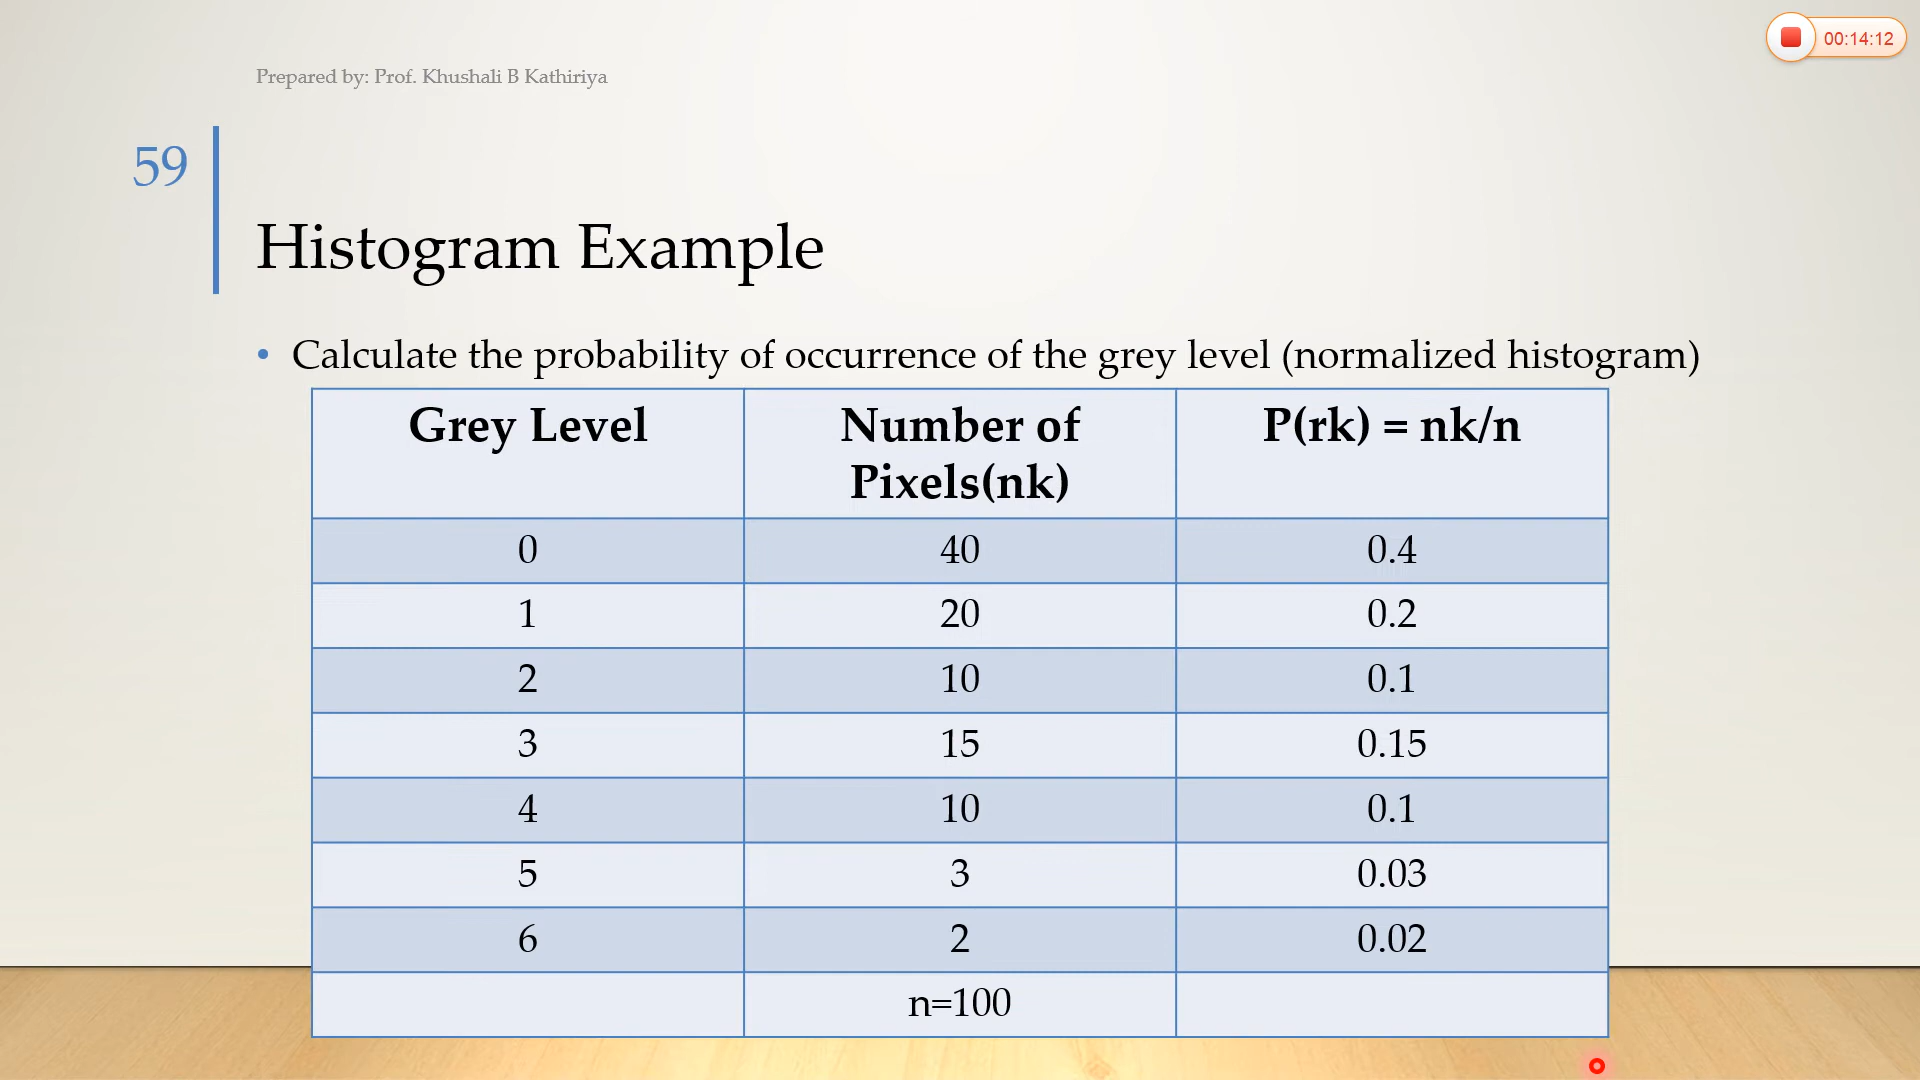 00:14:12
Prepared by: Prof. Khushali B Kathiriya
59
Histogram Example
• Calculate the probability of occurrence of the grey level (normalized histogram)
Grey Level Number of Pixels(nk) P(rk) = nk/n
0 40 0.4
1 20 0.2
2 10 0.1
3 15 0.15
4 10 0.1
5 3 0.03
6 2 0.02
n=100